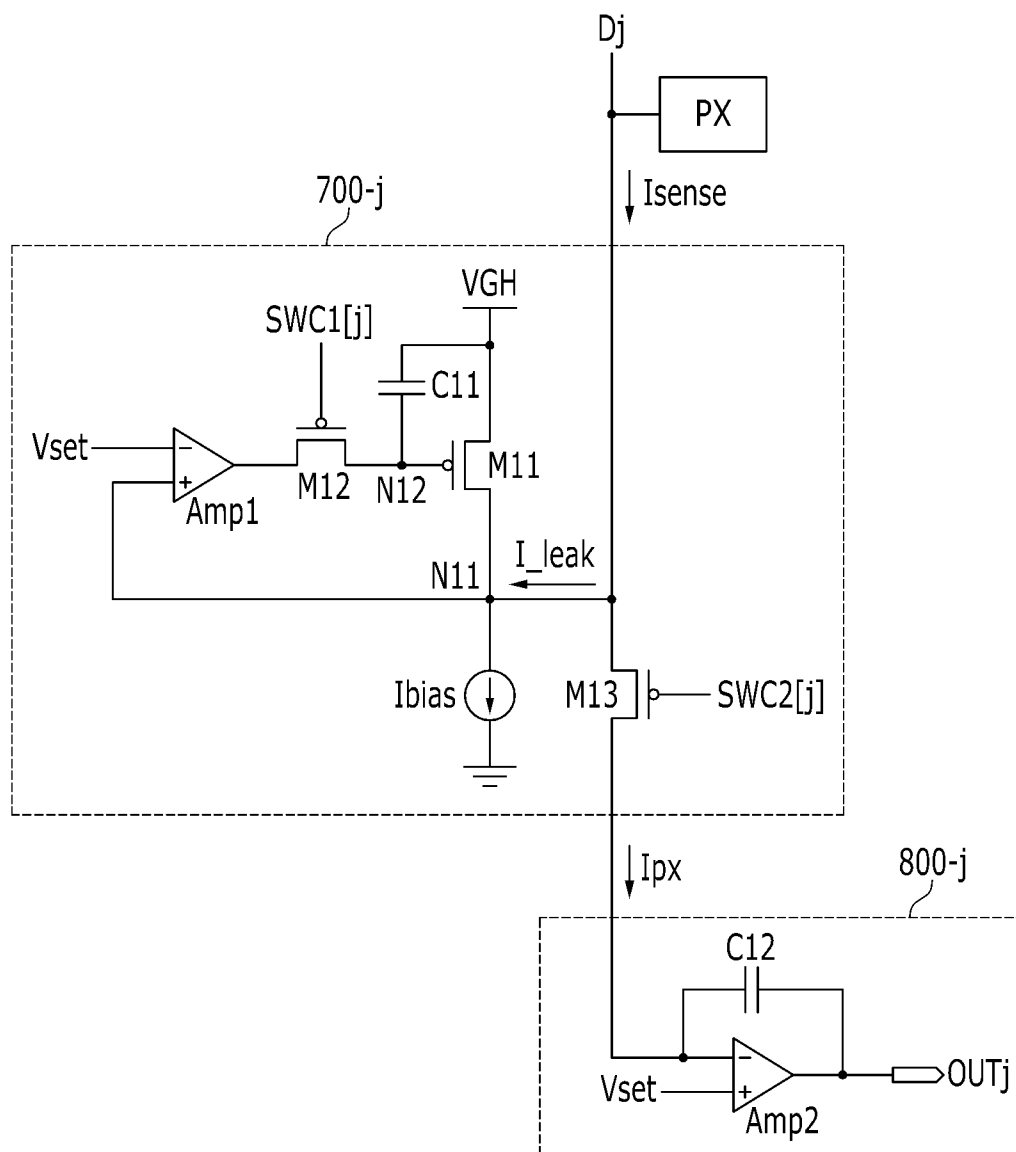 Dj
PX
Isense
700-j
VGH
SWC1[j]
C11
Vset
−
+
Amp1
M12
N12
M11
I_leak
N11
Ibias
M13
SWC2[j]
Ipx
800-j
C12
−
Vset
+
Amp2
OUTj